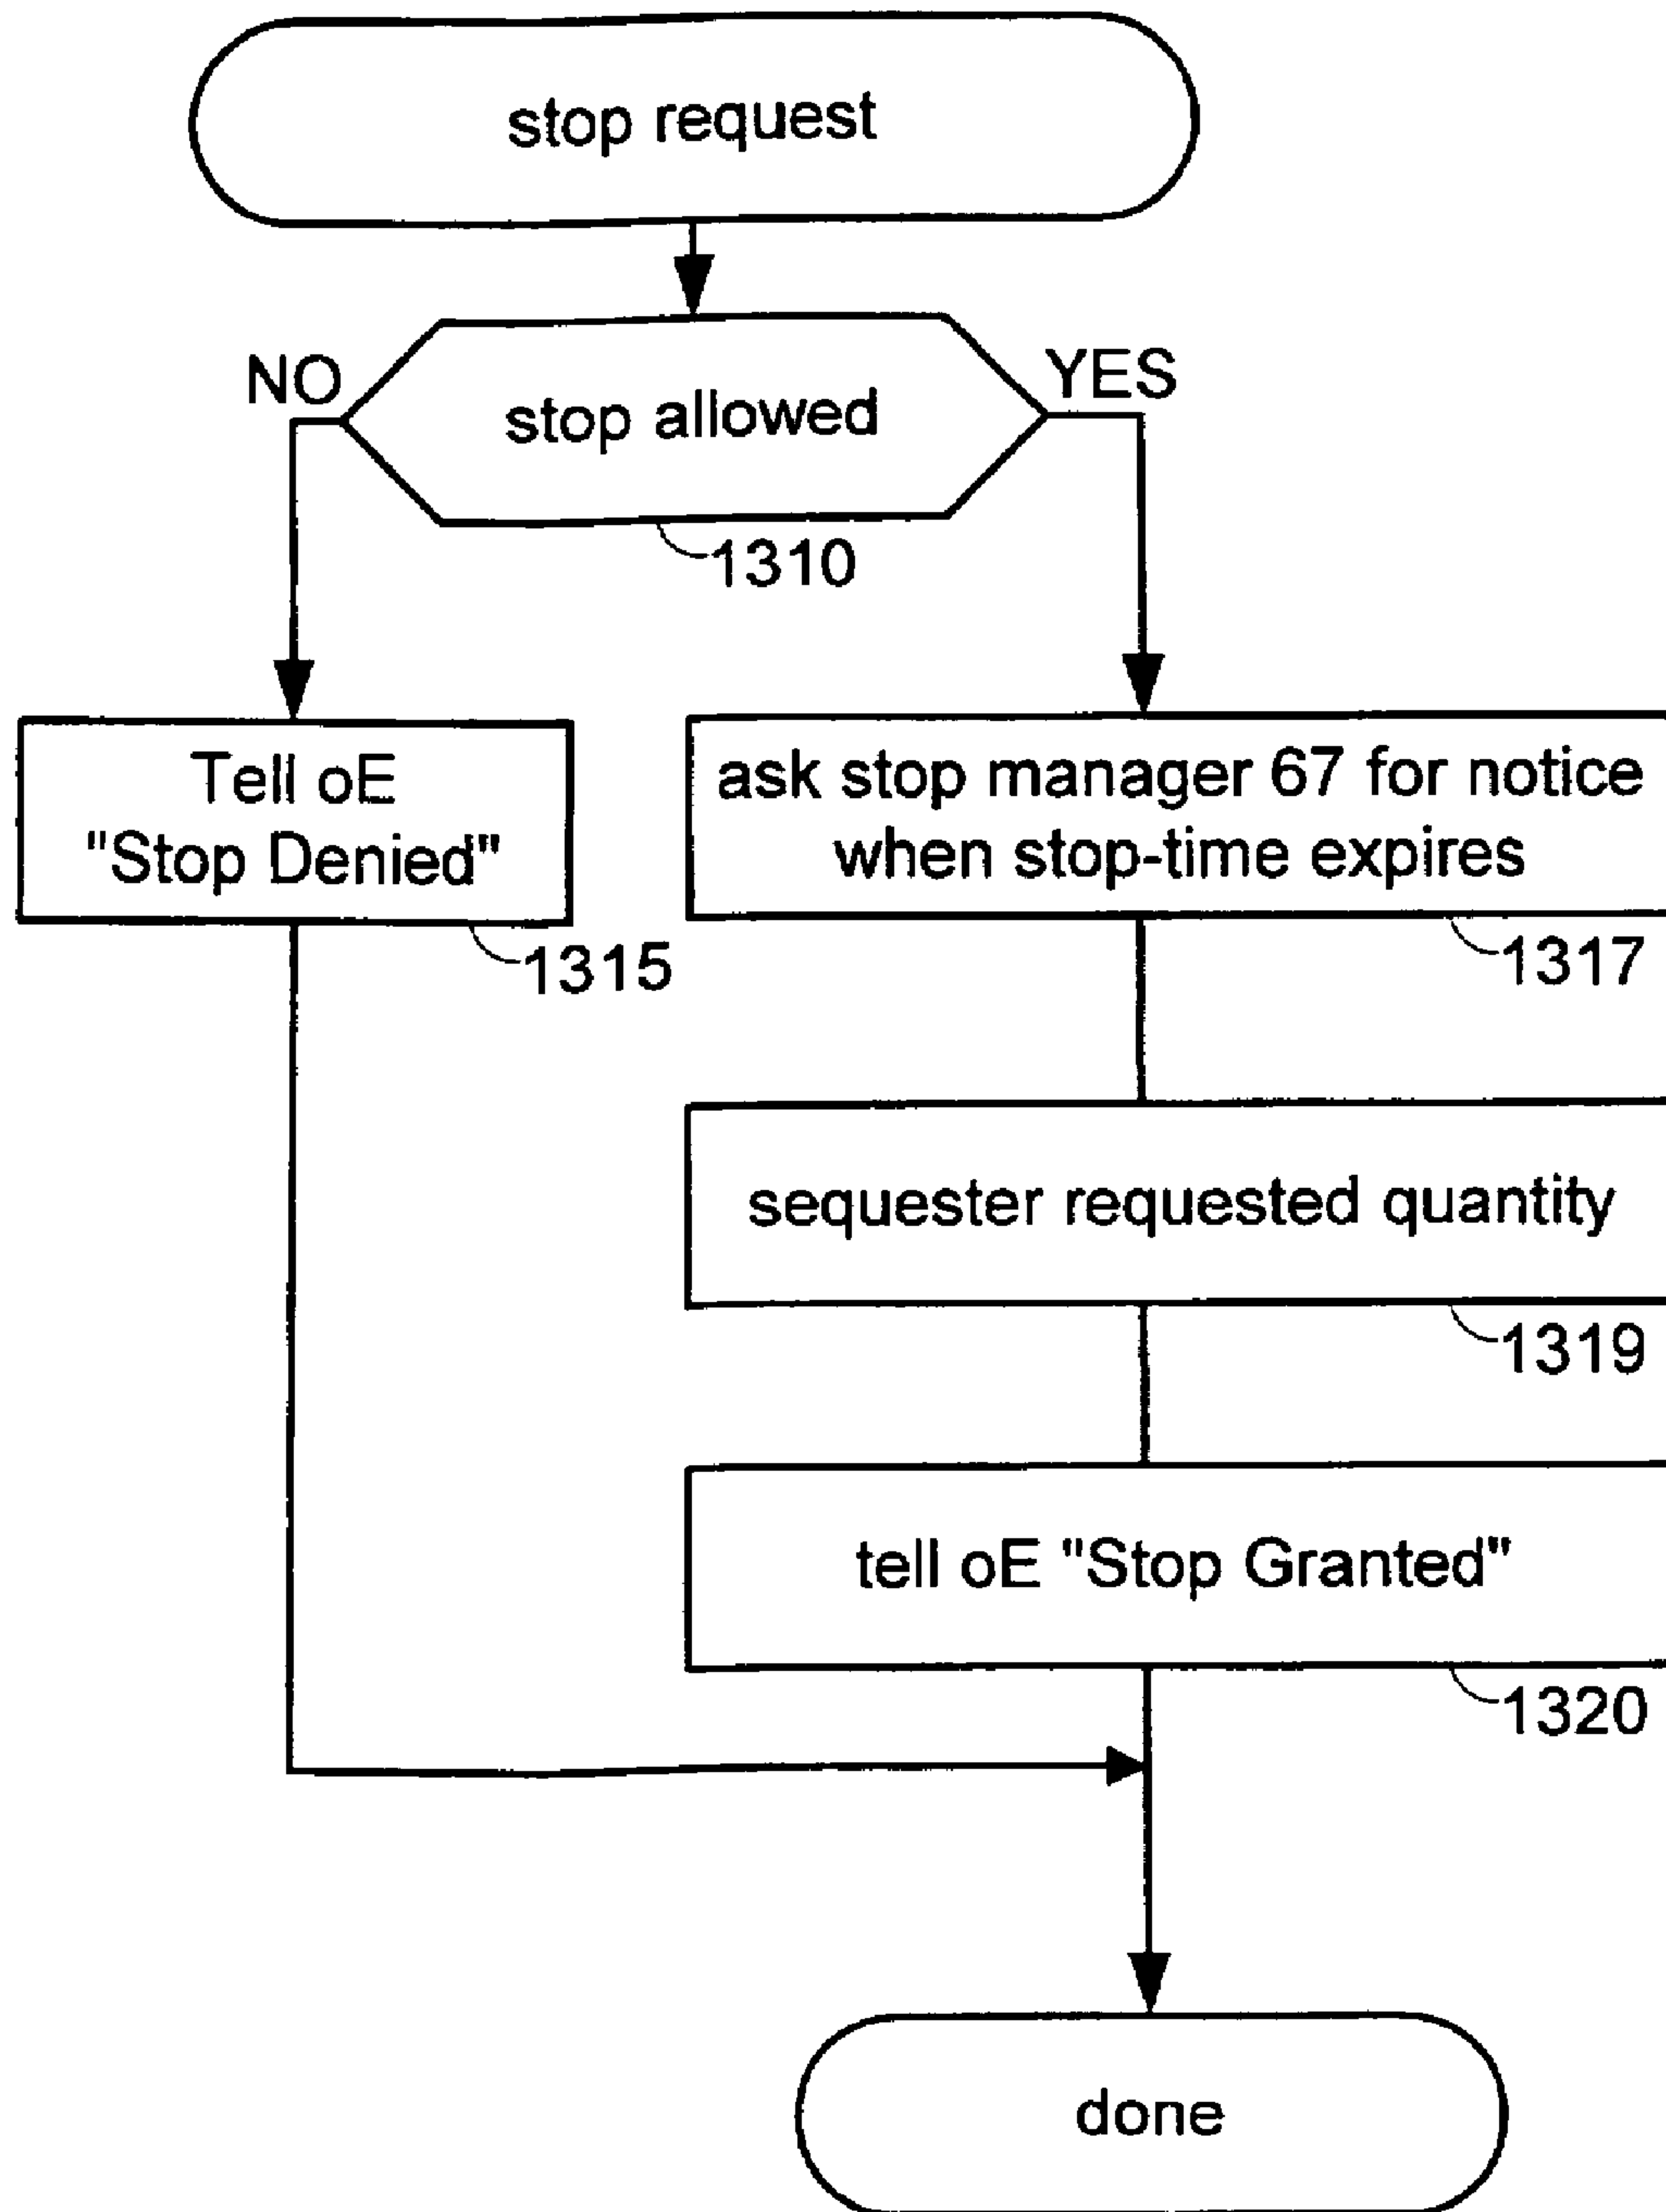 stop request
NO
YES
stop allowed
1310
Tell oE
"Stop Denied"
1315
ask stop manager 67 for notice
when stop-time expires
1317
sequester requested quantity
1319
tell oE "Stop Granted"
1320
done